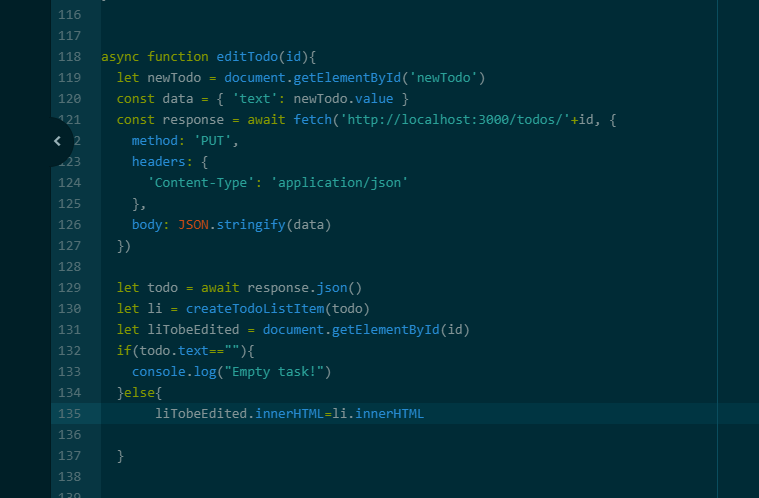 116
117
118 async function editTodo(id){
119 let newTodo = document.getElementById('newTodo')
120 const data = { 'text': newTodo.value }
121 const response = await fetch('http://localhost:3000/todos/'+id, {
2 method: 'PUT',
123 headers: {
124 'Content-Type': 'application/json'
125 },
126 body: JSON.stringify(data)
127 })
128
129 let todo = await response.json()
130 let li = createTodoListItem(todo)
131 let liTobeEdited = document.getElementById(id)
132 if(todo.text==""){
133 console.log("Empty task!")
134 }else{
135 liTobeEdited.innerHTML=li.innerHTML
136
137 }
138
139